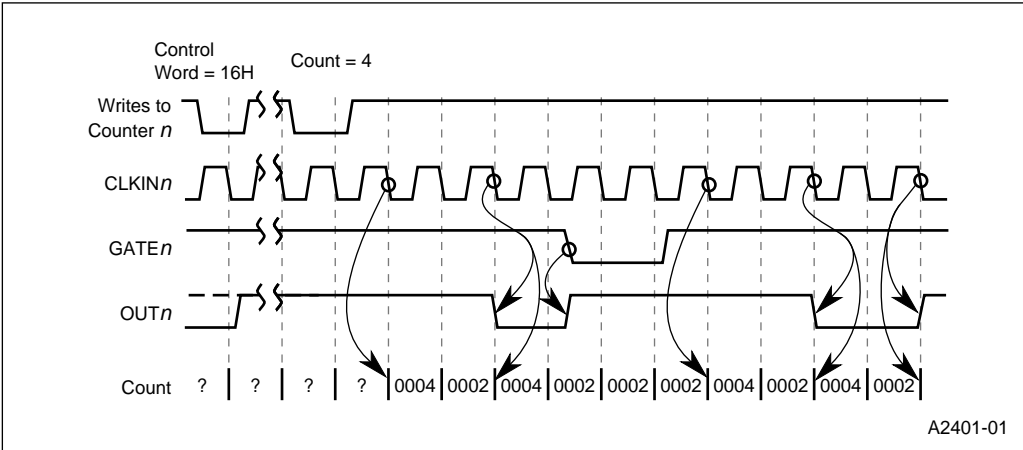 Control
Word = 16H Count = 4
Writes to
Counter n
CLKINn
GATEn
OUTn
Count ? ? ? ? 0004 0002 0004 0002 0002 0002 0004 0002 0004 0002
A2401-01